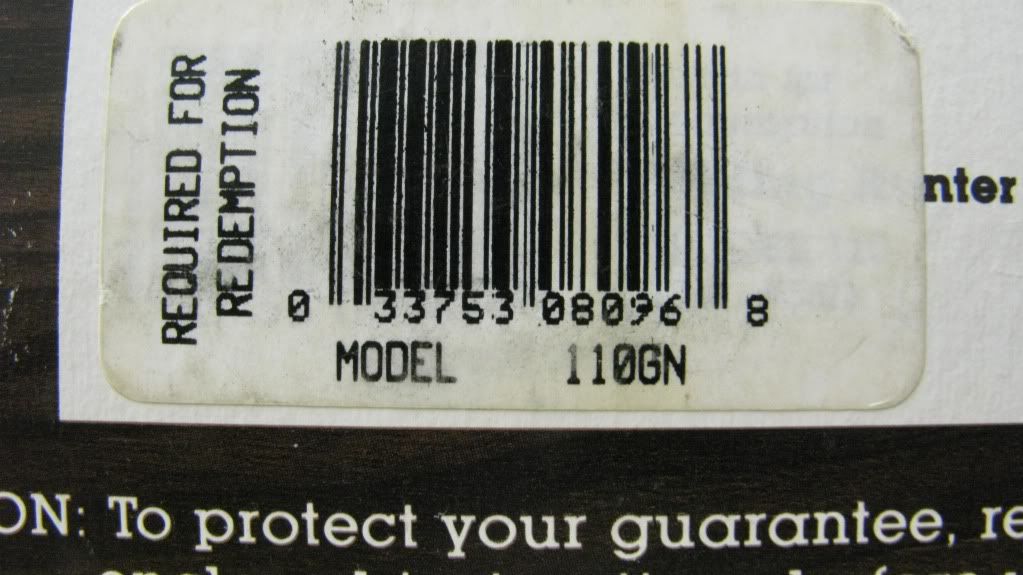 REQUIRED FOR
REDEMPTION
0 33753 08096 8
MODEL 110GN
nter
ON: To protect your guarantee, re